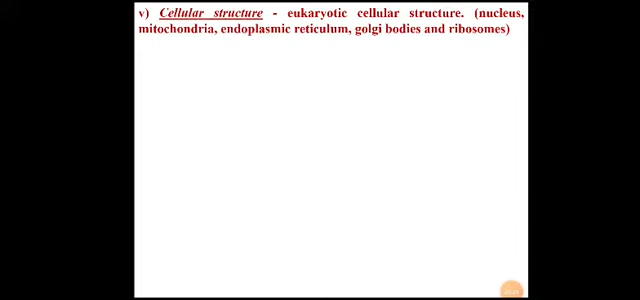 v) Cellular structure - eukaryotic cellular structure. (nucleus,
mitochondria, endoplasmic reticulum, golgi bodies and ribosomes)